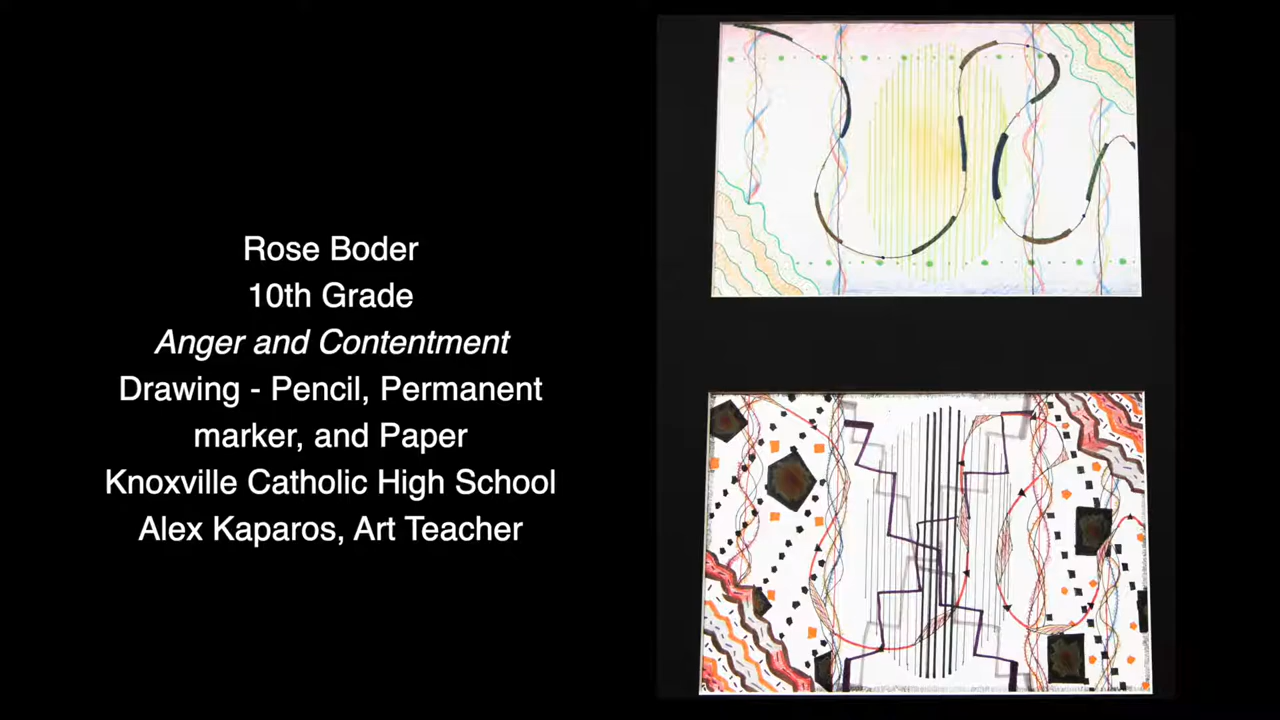 Rose Boder
10th Grade
Anger and Contentment
Drawing - Pencil, Permanent
marker, and Paper
Knoxville Catholic High School
Alex Kaparos, Art Teacher